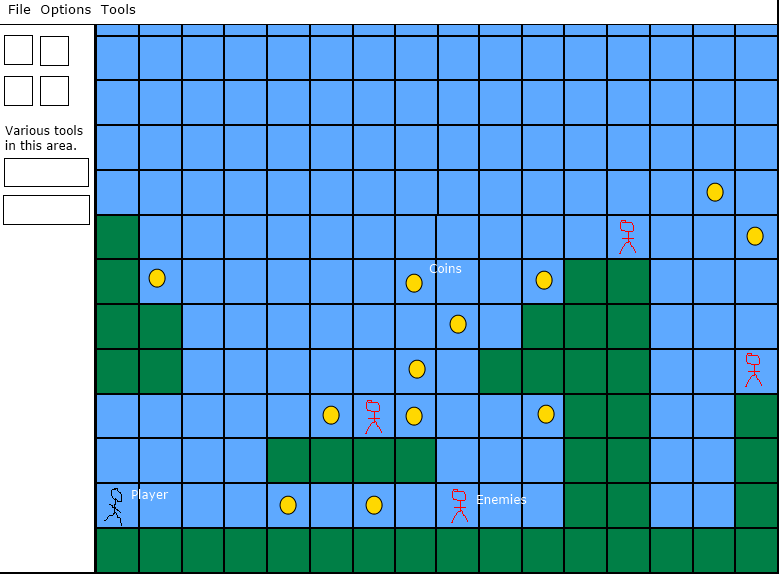 File Options Tools
Various tools
in this area.
Coins
Player
Enemies